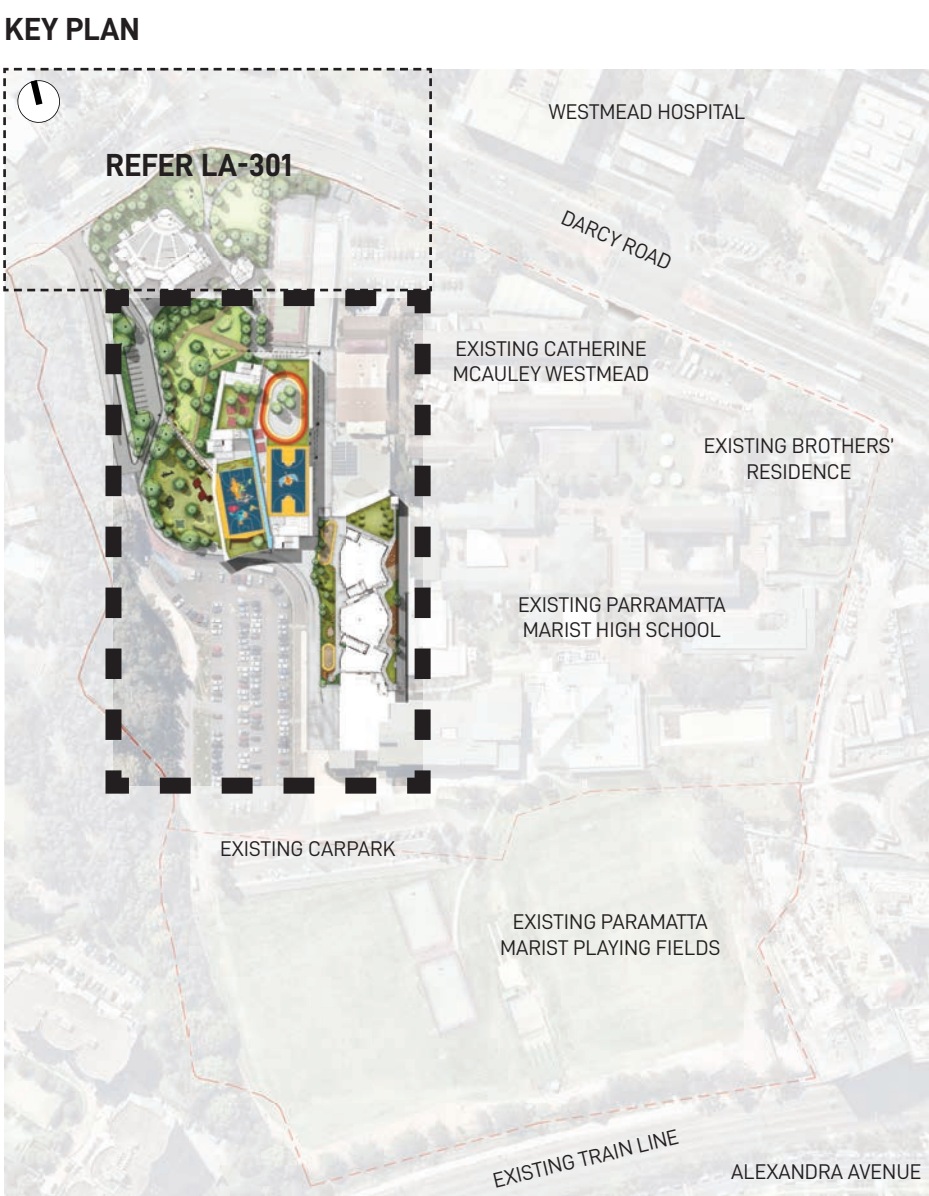 KEY PLAN
WESTMEAD HOSPITAL
REFER LA-301
DARCY ROAD
EXISTING CATHERINE
MCAULEY WESTMEAD
EXISTING BROTHERS'
RESIDENCE
EXISTING PARRAMATTA
MARIST HIGH SCHOOL
EXISTING CARPARK
EXISTING PARAMATTA
MARIST PLAYING FIELDS
EXISTING TRAIN LINE
ALEXANDRA AVENUE